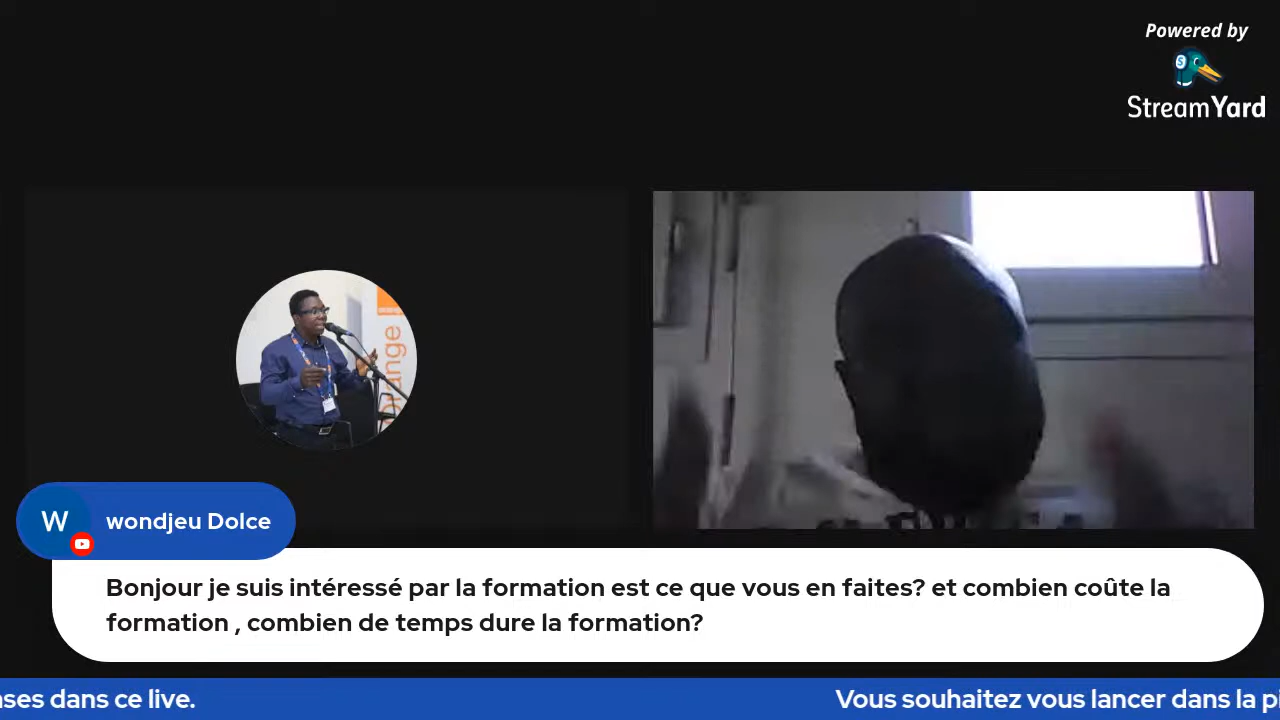 Powered by
StreamYard
Orange
W
wondjeu Dolce
Bonjour je suis intéressé par la formation est ce que vous en faites? et combien coûte la
formation , combien de temps dure la formation?
dans ce live.
Vous souhaitez vous lancer dans la